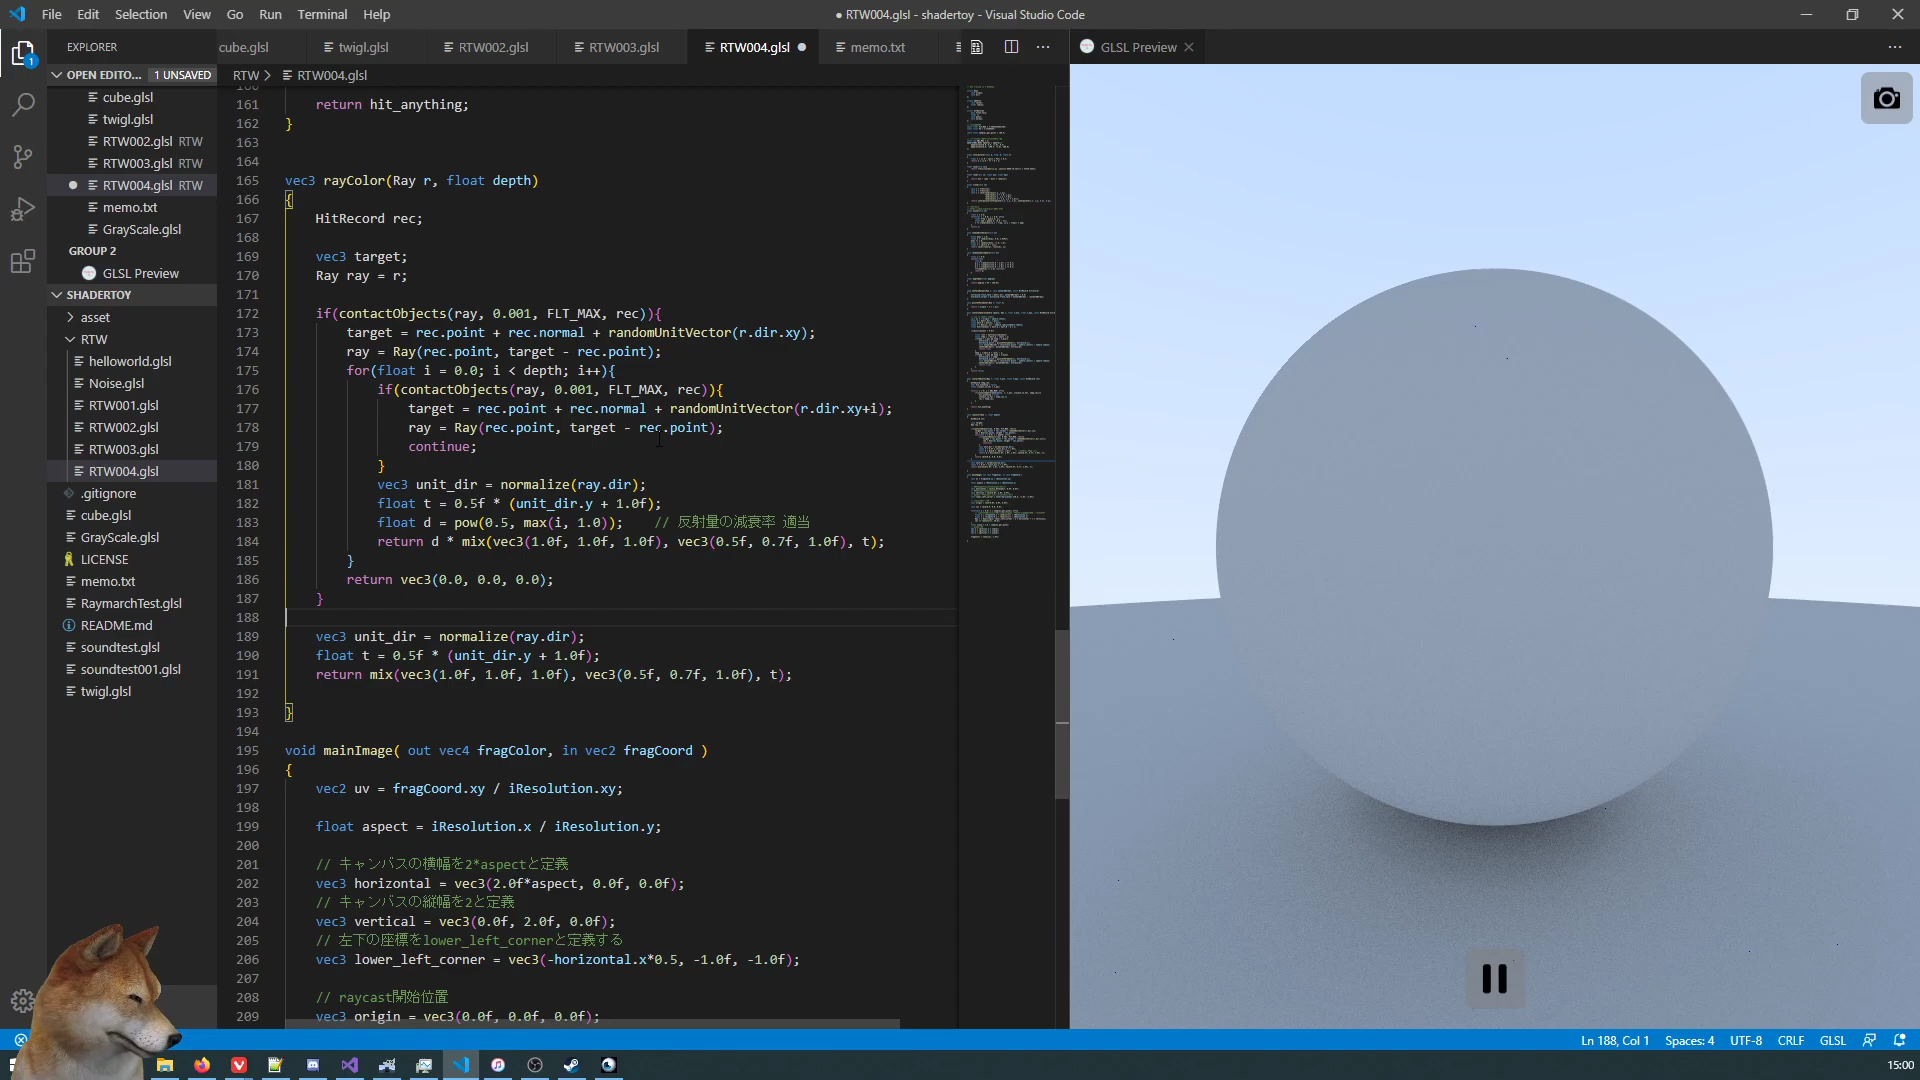 File Edit Selection View Go Run Terminal Help
● RTW004.glsl - shadertoy - Visual Studio Code
EXPLORER
cube.glsl twigl.glsl RTW002.glsl RTW003.glsl RTW004.glsl memo.txt
GLSL Preview
OPEN EDITO... 1 UNSAVED
cube.glsl
twigl.glsl
RTW002.glsl RTW
RTW003.glsl RTW
RTW004.glsl RTW
memo.txt
GrayScale.glsl
GROUP 2
GLSL Preview
SHADERTOY
asset
RTW
helloworld.glsl
Noise.glsl
RTW001.glsl
RTW002.glsl
RTW003.glsl
RTW004.glsl
.gitignore
cube.glsl
GrayScale.glsl
LICENSE
memo.txt
RaymarchTest.glsl
README.md
soundtest.glsl
soundtest001.glsl
twigl.glsl
RTW > RTW004.glsl
160
161 return hit_anything;
162 }
163
164
165 vec3 rayColor(Ray r, float depth)
166 {
167 HitRecord rec;
168
169 vec3 target;
170 Ray ray = r;
171
172 if(contactObjects(ray, 0.001, FLT_MAX, rec)){
173 target = rec.point + rec.normal + randomUnitVector(r.dir.xy);
174 ray = Ray(rec.point, target - rec.point);
175 for(float i = 0.0; i < depth; i++){
176 if(contactObjects(ray, 0.001, FLT_MAX, rec)){
177 target = rec.point + rec.normal + randomUnitVector(r.dir.xy+i);
178 ray = Ray(rec.point, target - rec.point);
179 continue;
180 }
181 vec3 unit_dir = normalize(ray.dir);
182 float t = 0.5f * (unit_dir.y + 1.0f);
183 float d = pow(0.5, max(i, 1.0)); // 反射量の減衰率 適当
184 return d * mix(vec3(1.0f, 1.0f, 1.0f), vec3(0.5f, 0.7f, 1.0f), t);
185 }
186 return vec3(0.0, 0.0, 0.0);
187 }
188
189 vec3 unit_dir = normalize(ray.dir);
190 float t = 0.5f * (unit_dir.y + 1.0f);
191 return mix(vec3(1.0f, 1.0f, 1.0f), vec3(0.5f, 0.7f, 1.0f), t);
192
193 }
194
195 void mainImage( out vec4 fragColor, in vec2 fragCoord )
196 {
197 vec2 uv = fragCoord.xy / iResolution.xy;
198
199 float aspect = iResolution.x / iResolution.y;
200
201 // キャンバスの横幅を2*aspectと定義
202 vec3 horizontal = vec3(2.0f*aspect, 0.0f, 0.0f);
203 // キャンバスの縦幅を2と定義
204 vec3 vertical = vec3(0.0f, 2.0f, 0.0f);
205 // 左下の座標をlower_left_cornerと定義する
206 vec3 lower_left_corner = vec3(-horizontal.x*0.5, -1.0f, -1.0f);
207
208 // raycast開始位置
209 vec3 origin = vec3(0.0f, 0.0f, 0.0f);
Ln 188, Col 1 Spaces: 4 UTF-8 CRLF GLSL
15:00